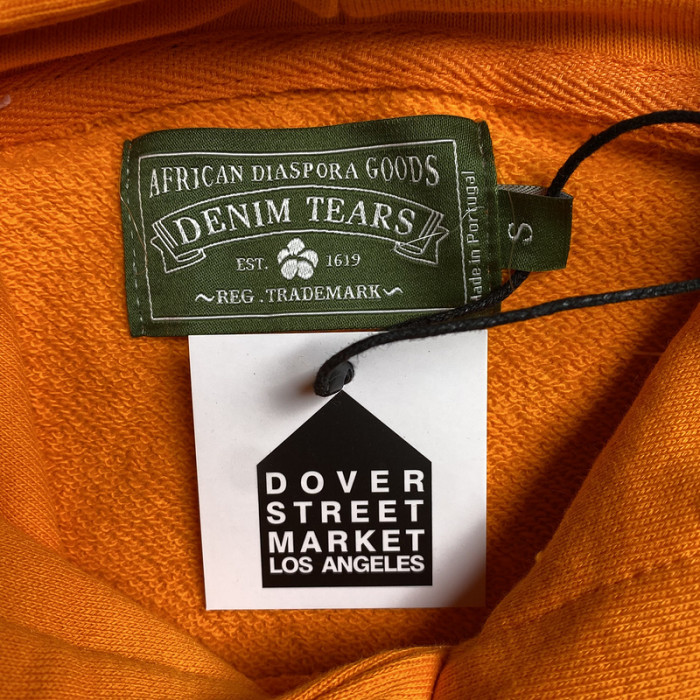 AFRICAN DIASPORA GOODS
DENIM TEARS
EST. 1619
~REG . TRADEMARK~
Made in Portugal
S
DOVER
STREET
MARKET
LOS ANGELES